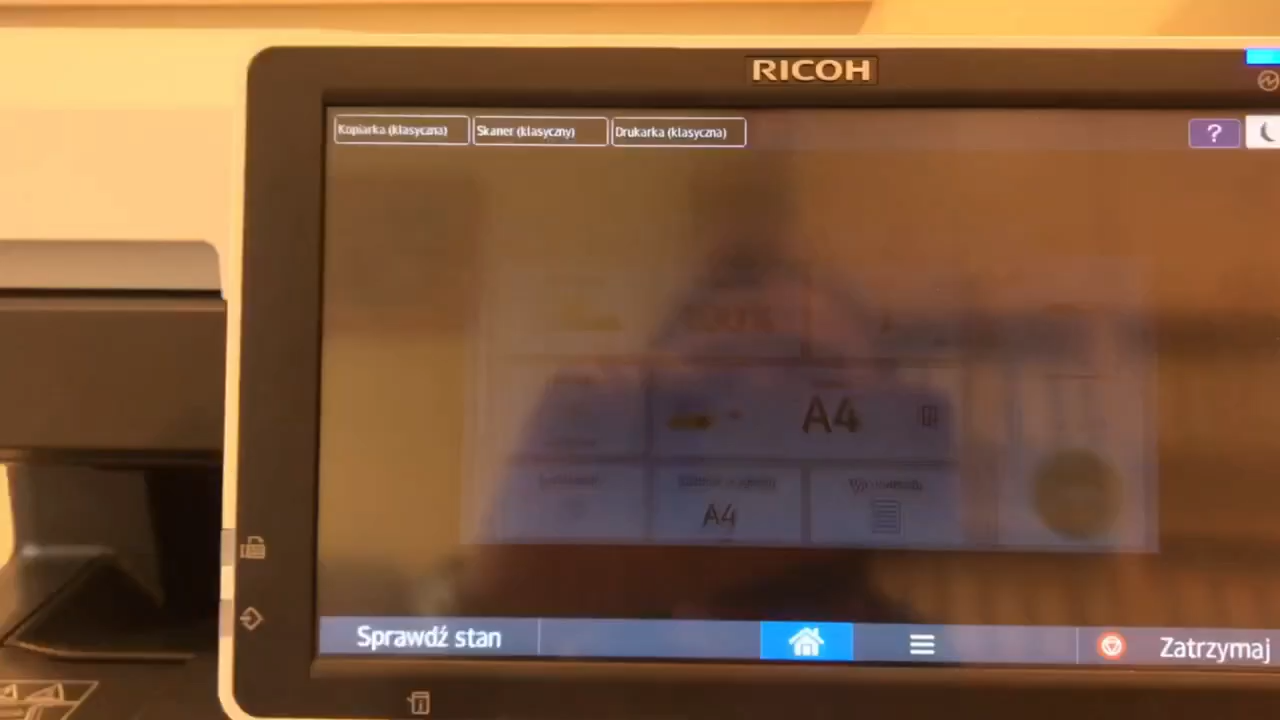 RICOH
Kopiarka (klasyczna) Skaner (klasyczny) Drukarka (klasyczna) ?
A4
A4
Sprawdź stan Zatrzymaj